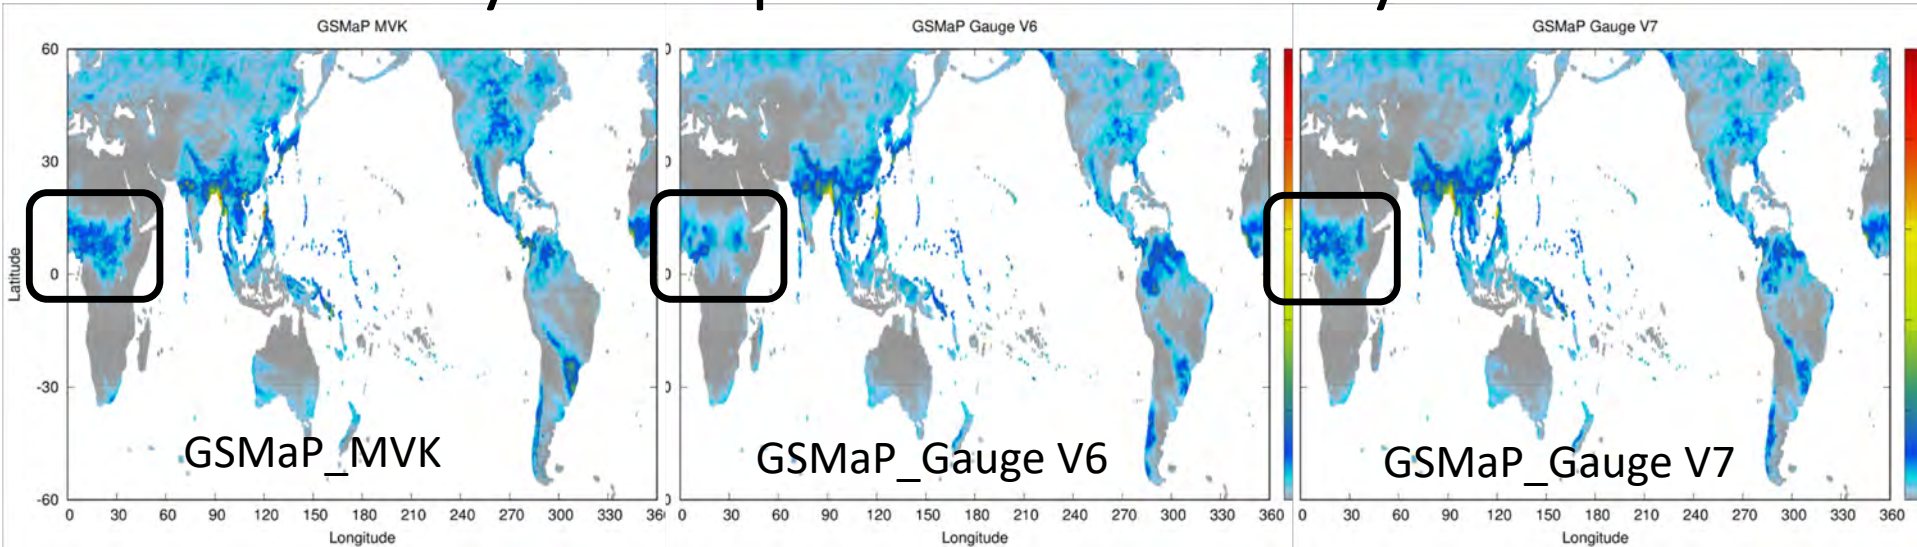 GSMaP MVK
60
30
0
-30
-60
Latitude
0 30 60 90 120 150 180 210 240 270 300 330 36
Longitude
GSMaP_MVK
GSMaP Gauge V6
0 30 60 90 120 150 180 210 240 270 300 330 360
Longitude
GSMaP_Gauge V6
GSMaP Gauge V7
0 30 60 90 120 150 180 210 240 270 300 330 360
Longitude
GSMaP_Gauge V7